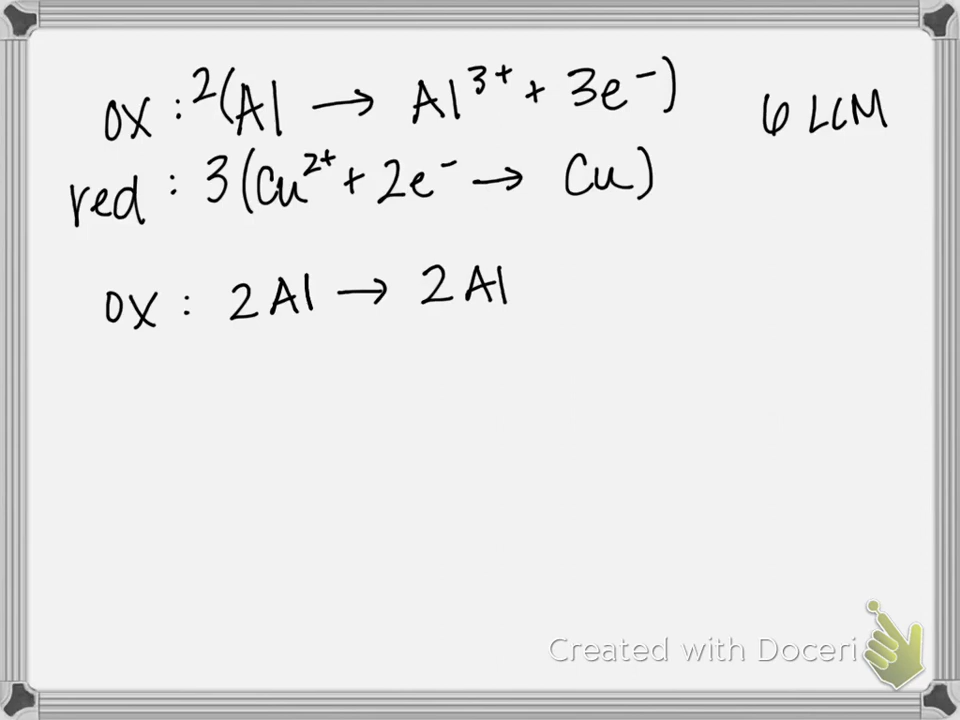 ox : 2(Al → Al³⁺ + 3e⁻) 6 LCM
red : 3(Cu²⁺ + 2e⁻ → Cu)
ox : 2Al → 2Al
Created with Doceri